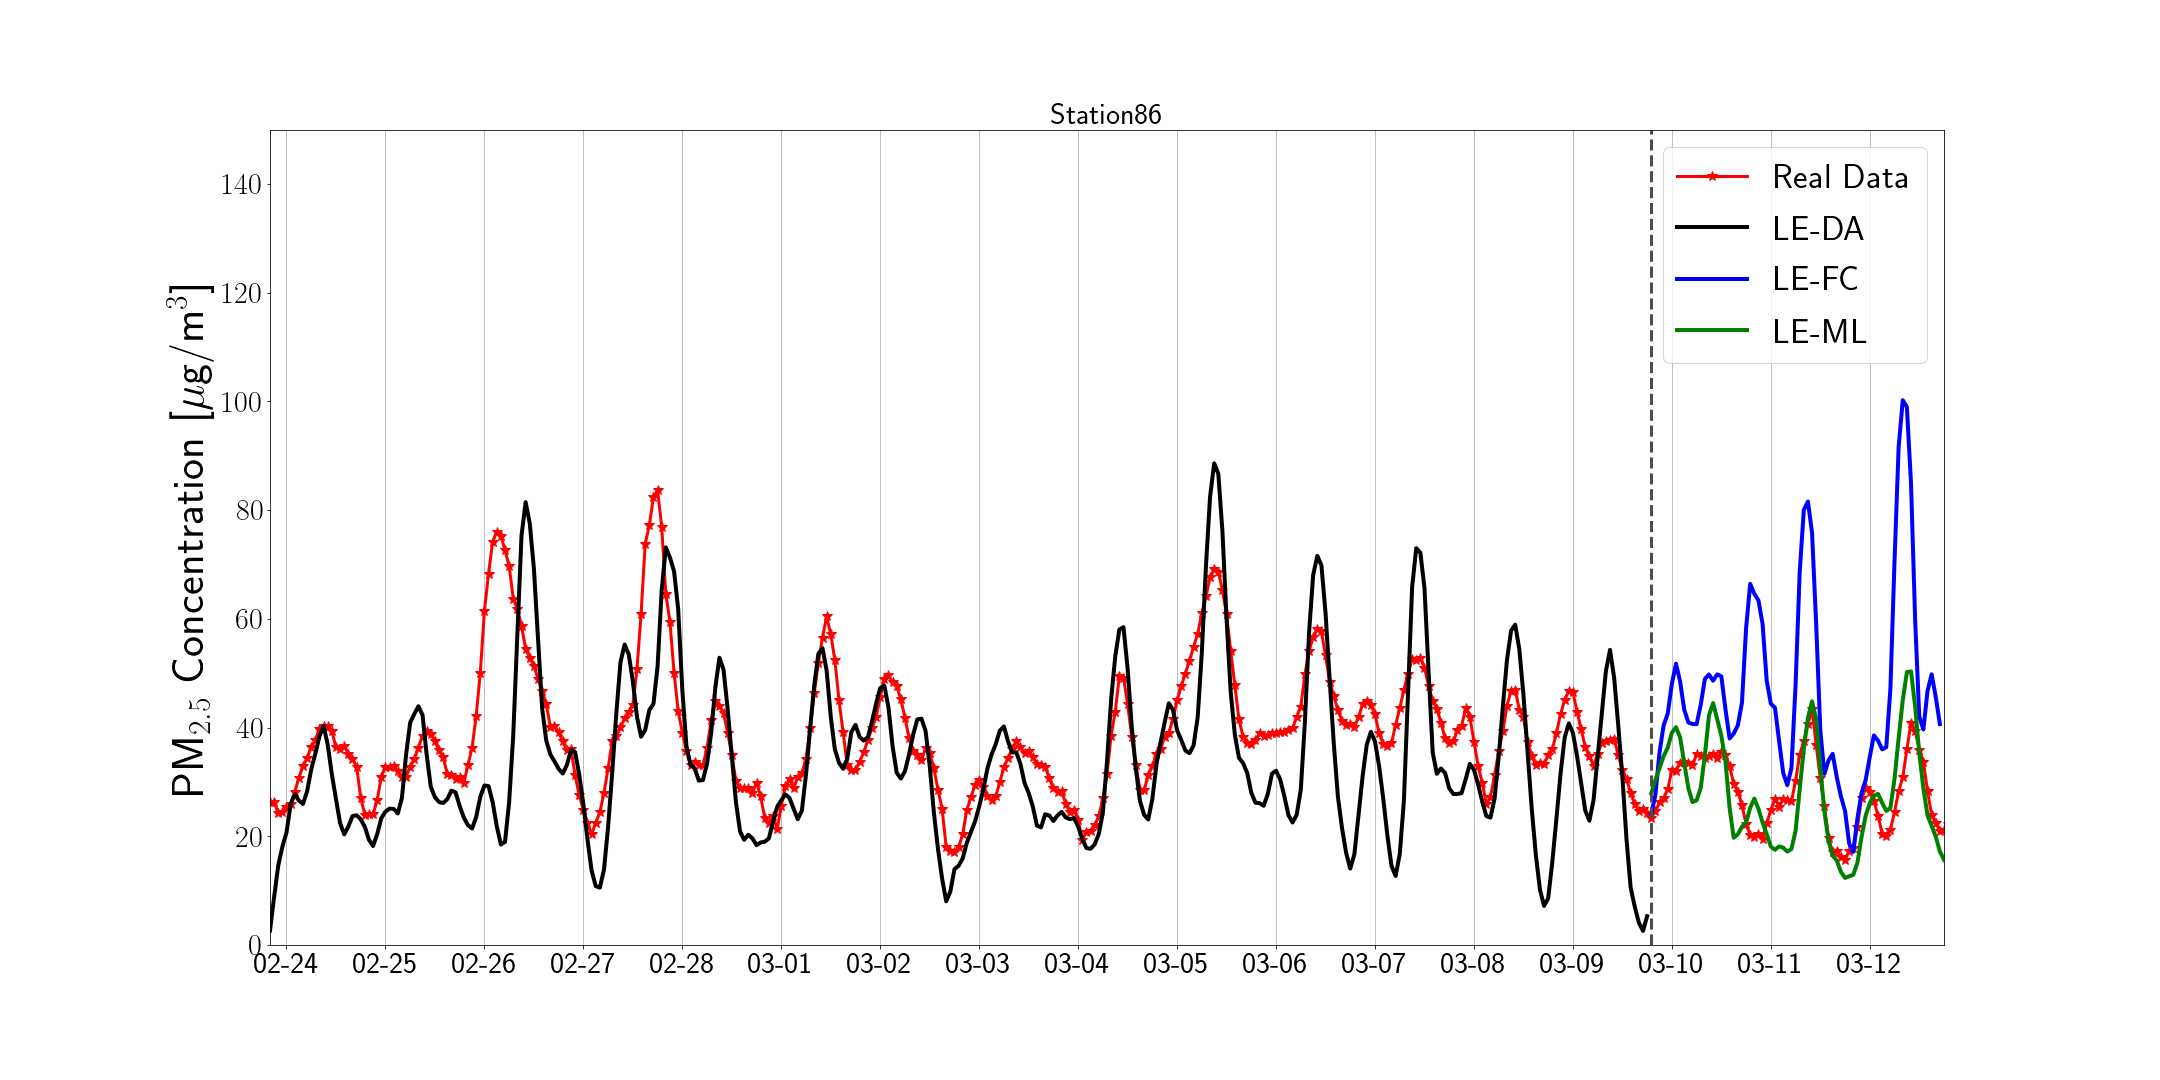 Station86
PM2.5 Concentration [μg/m³]
140
120
100
80
60
40
20
0
02-24 02-25 02-26 02-27 02-28 03-01 03-02 03-03 03-04 03-05 03-06 03-07 03-08 03-09 03-10 03-11 03-12
Real Data
LE-DA
LE-FC
LE-ML